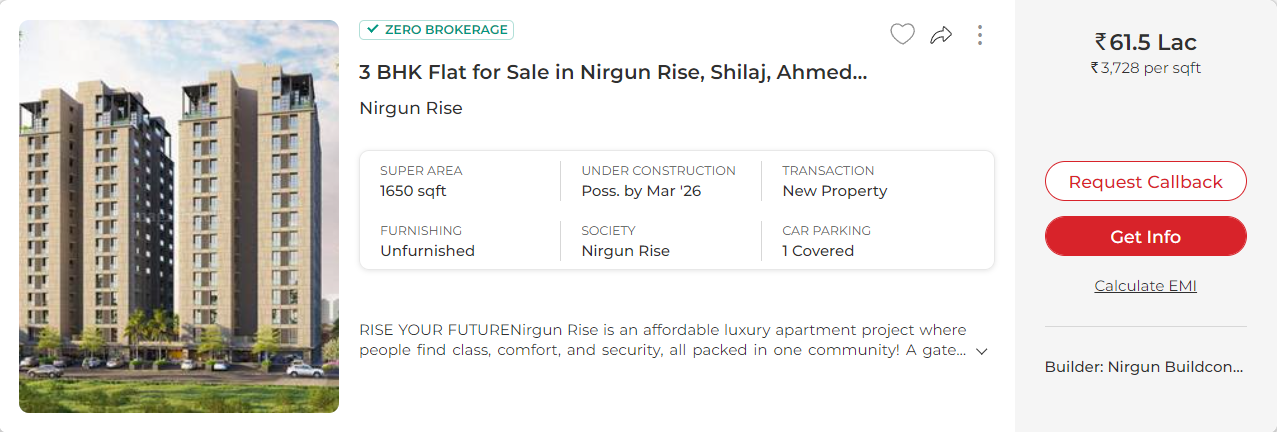 ZERO BROKERAGE
3 BHK Flat for Sale in Nirgun Rise, Shilaj, Ahmed...
Nirgun Rise
SUPER AREA
1650 sqft
UNDER CONSTRUCTION
Poss. by Mar '26
TRANSACTION
New Property
FURNISHING
Unfurnished
SOCIETY
Nirgun Rise
CAR PARKING
1 Covered
RISE YOUR FUTURENirgun Rise is an affordable luxury apartment project where
people find class, comfort, and security, all packed in one community! A gate...
₹61.5 Lac
₹3,728 per sqft
Request Callback
Get Info
Calculate EMI
Builder: Nirgun Buildcon...